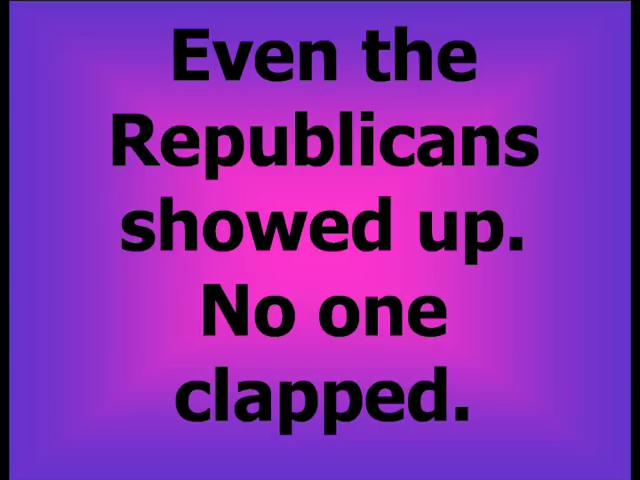 Even the
Republicans
showed up.
No one
clapped.